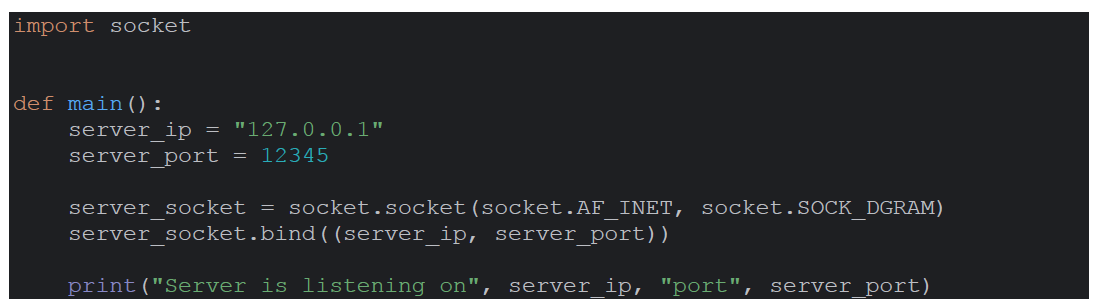 import socket
def main():
    server_ip = "127.0.0.1"
    server_port = 12345
    server_socket = socket.socket(socket.AF_INET, socket.SOCK_DGRAM)
    server_socket.bind((server_ip, server_port))
    print("Server is listening on", server_ip, "port", server_port)